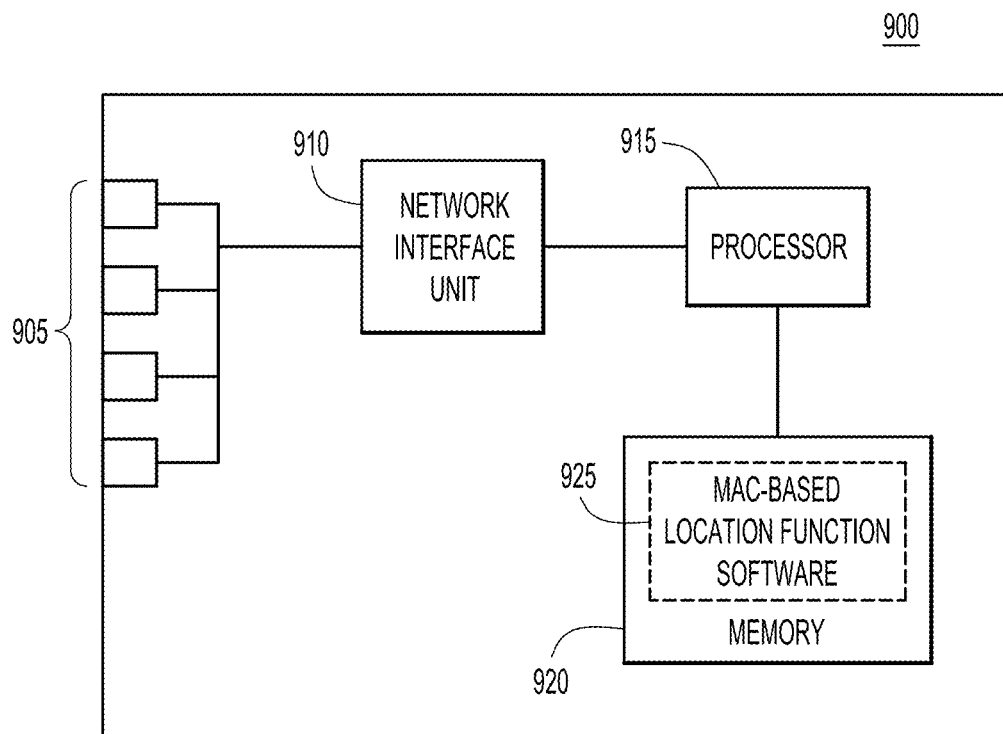 900
910
915
NETWORK
INTERFACE
UNIT
PROCESSOR
905
925
MAC-BASED
LOCATION FUNCTION
SOFTWARE
MEMORY
920